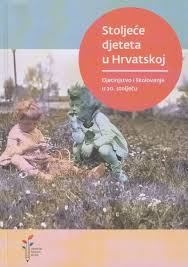 Stoljeće
djeteta
u Hrvatskoj
Djetinjstvo i školovanje
u 20. stoljeću